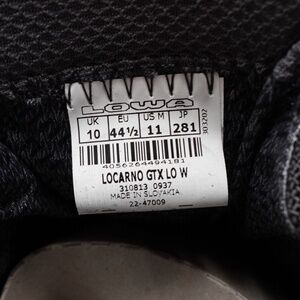 LOWA
UK EU US M JP
10 44½ 11 281
303202
4056264494181
LOCARNO GTX LO W
310813 0937
MADE IN SLOVAKIA
22-47009